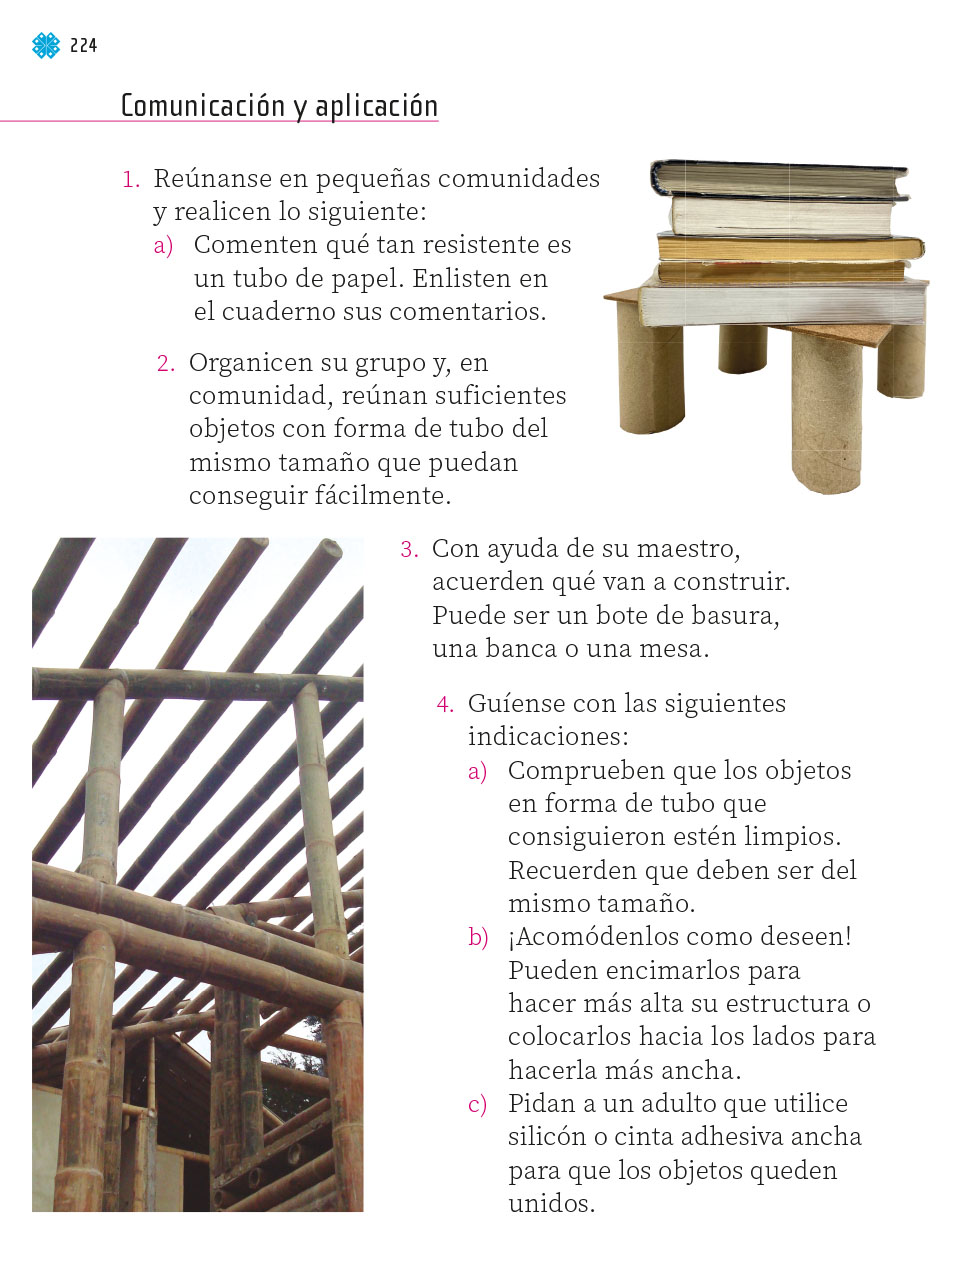 224
Comunicación y aplicación
1. Reúnanse en pequeñas comunidades
y realicen lo siguiente:
a) Comenten qué tan resistente es
un tubo de papel. Enlisten en
el cuaderno sus comentarios.
2. Organicen su grupo y, en
comunidad, reúnan suficientes
objetos con forma de tubo del
mismo tamaño que puedan
conseguir fácilmente.
3. Con ayuda de su maestro,
acuerden qué van a construir.
Puede ser un bote de basura,
una banca o una mesa.
4. Guíense con las siguientes
indicaciones:
a) Comprueben que los objetos
en forma de tubo que
consiguieron estén limpios.
Recuerden que deben ser del
mismo tamaño.
b) ¡Acomódenlos como deseen!
Pueden encimarlos para
hacer más alta su estructura o
colocarlos hacia los lados para
hacerla más ancha.
c) Pidan a un adulto que utilice
silicón o cinta adhesiva ancha
para que los objetos queden
unidos.